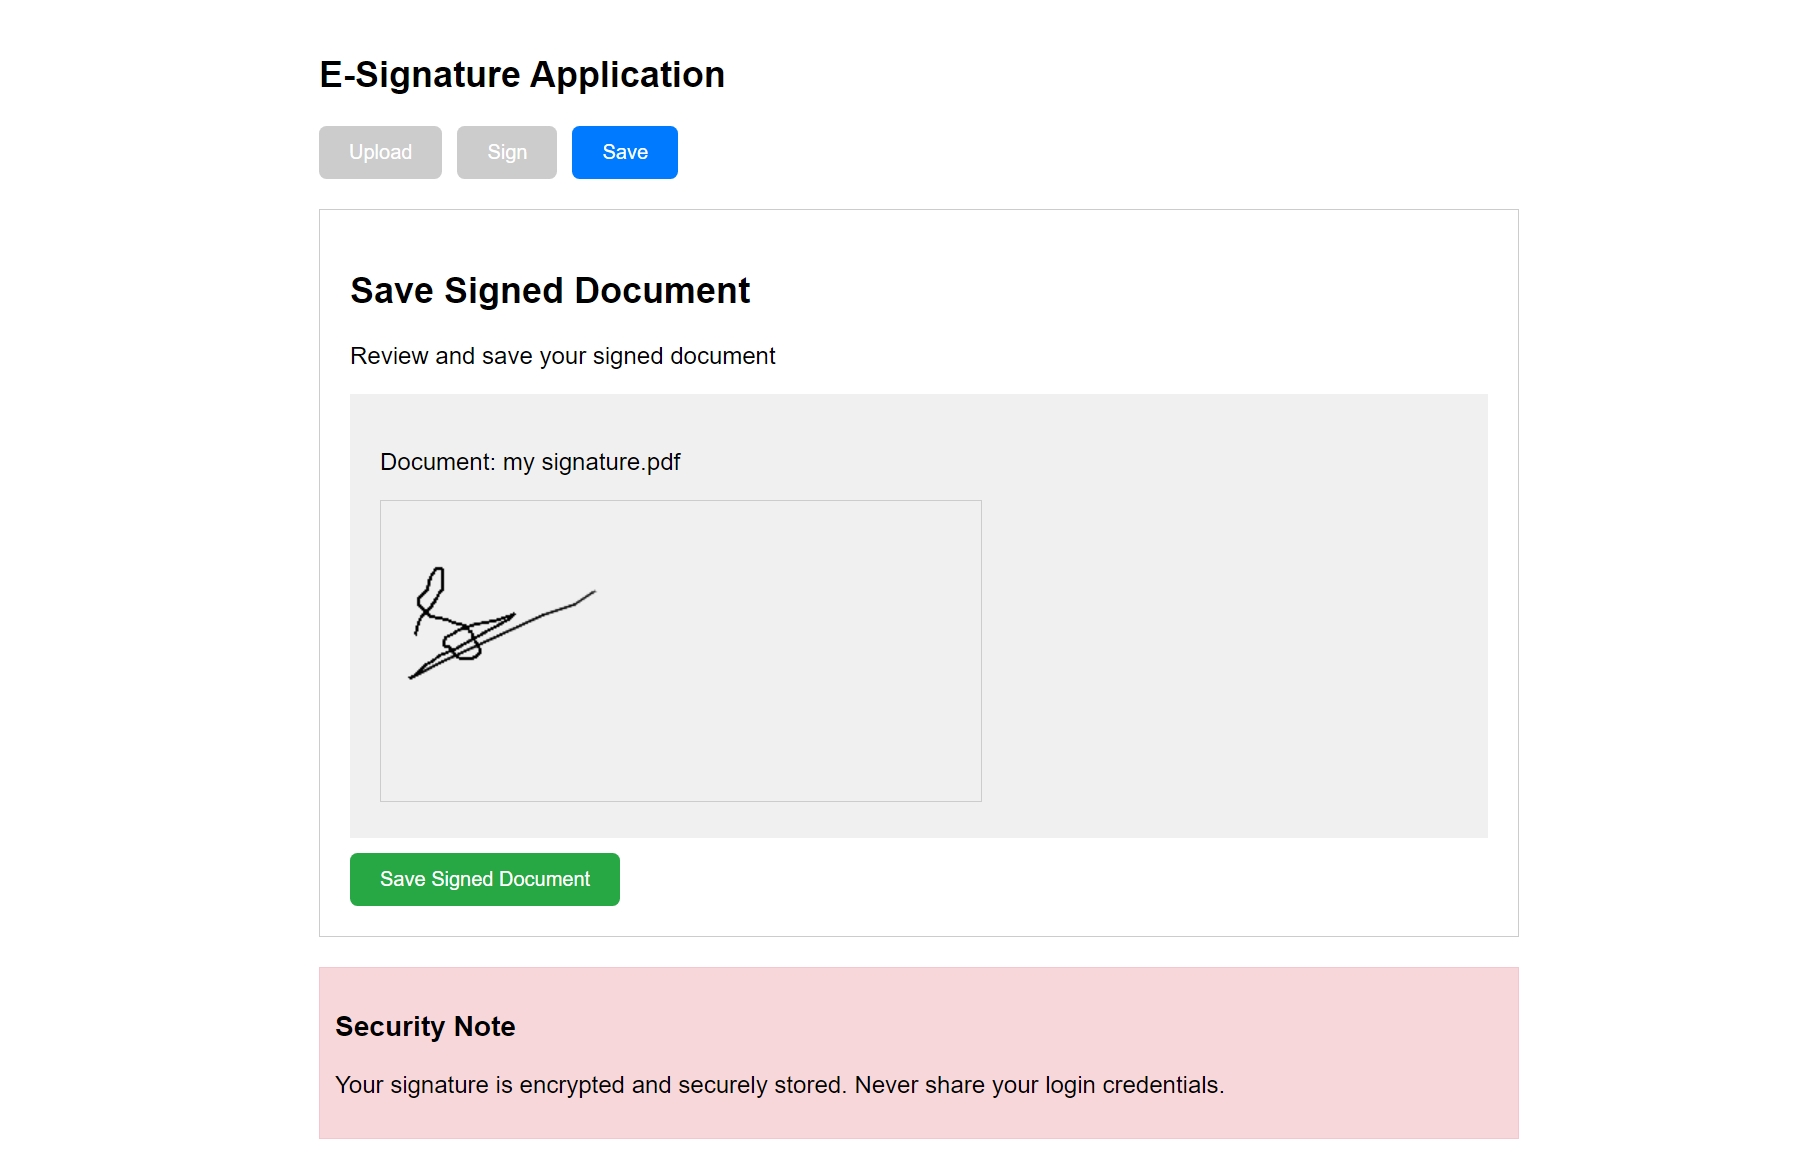 E-Signature Application
Upload Sign Save
Save Signed Document
Review and save your signed document
Document: my signature.pdf
Save Signed Document
Security Note
Your signature is encrypted and securely stored. Never share your login credentials.